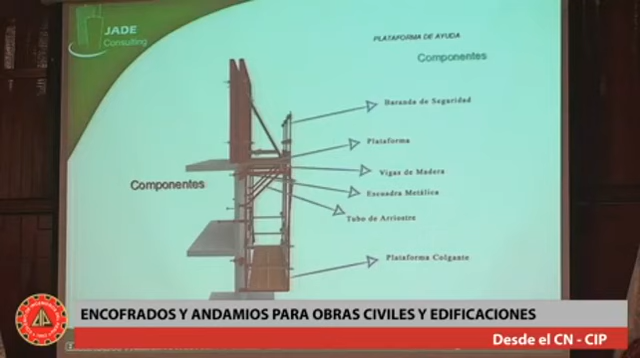 JADE
Consulting
PLATAFORMA DE AYUDA
Componentes
Baranda de Seguridad
Plataforma
Vigas de Madera
Componentes
Escuadra Metálica
Tubo de Arriostre
Plataforma Colgante
ENCOFRADOS Y ANDAMIOS PARA OBRAS CIVILES Y EDIFICACIONES
Desde el CN - CIP